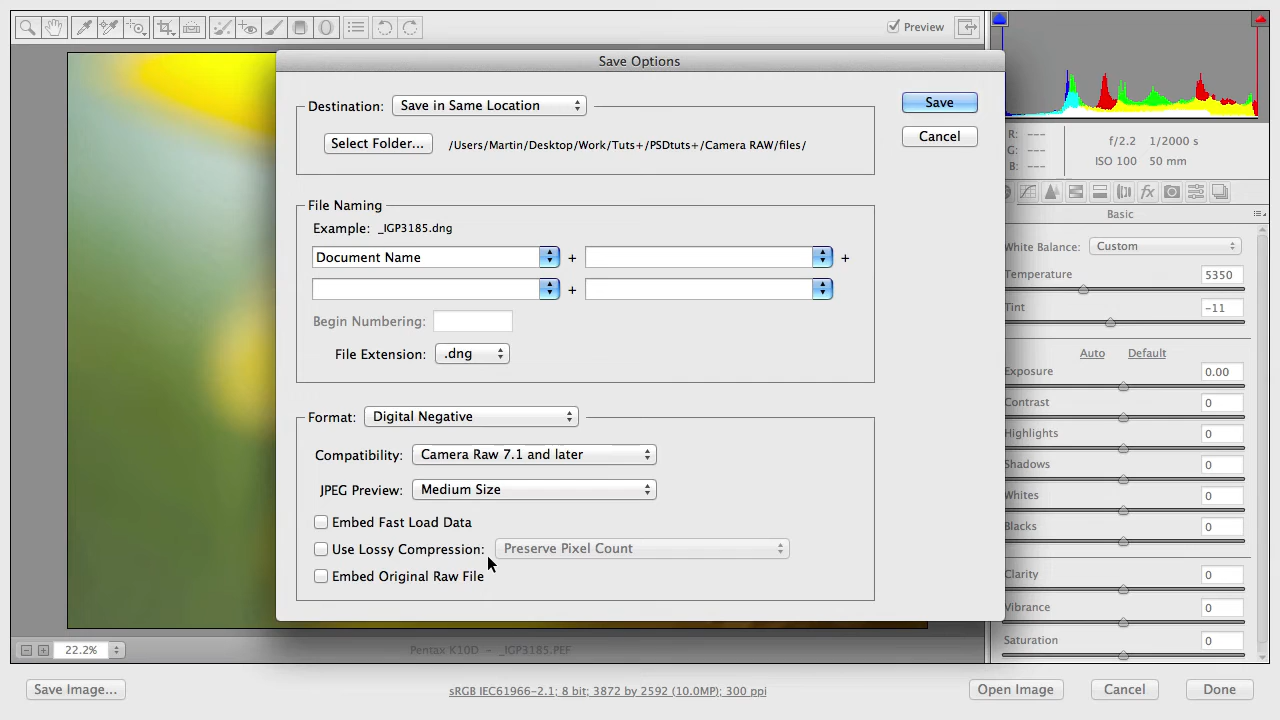 Preview
Save Options
Destination: Save in Same Location
Save
Select Folder... /Users/Martin/Desktop/Work/Tuts+/PSDtuts+/Camera RAW/files/
Cancel
File Naming
Example: _IGP3185.dng
Document Name + +
+
Begin Numbering:
File Extension: .dng
Format: Digital Negative
Compatibility: Camera Raw 7.1 and later
JPEG Preview: Medium Size
Embed Fast Load Data
Use Lossy Compression: Preserve Pixel Count
Embed Original Raw File
R: ---
G: ---
B: ---
f/2.2 1/2000 s
ISO 100 50 mm
fx
Basic
White Balance: Custom
Temperature 5350
Tint -11
Auto Default
Exposure 0.00
Contrast 0
Highlights 0
Shadows 0
Whites 0
Blacks 0
Clarity 0
Vibrance 0
Saturation 0
22.2% Pentax K10D - _IGP3185.PEF
Save Image... sRGB IEC61966-2.1; 8 bit; 3872 by 2592 (10.0MP); 300 ppi Open Image Cancel Done